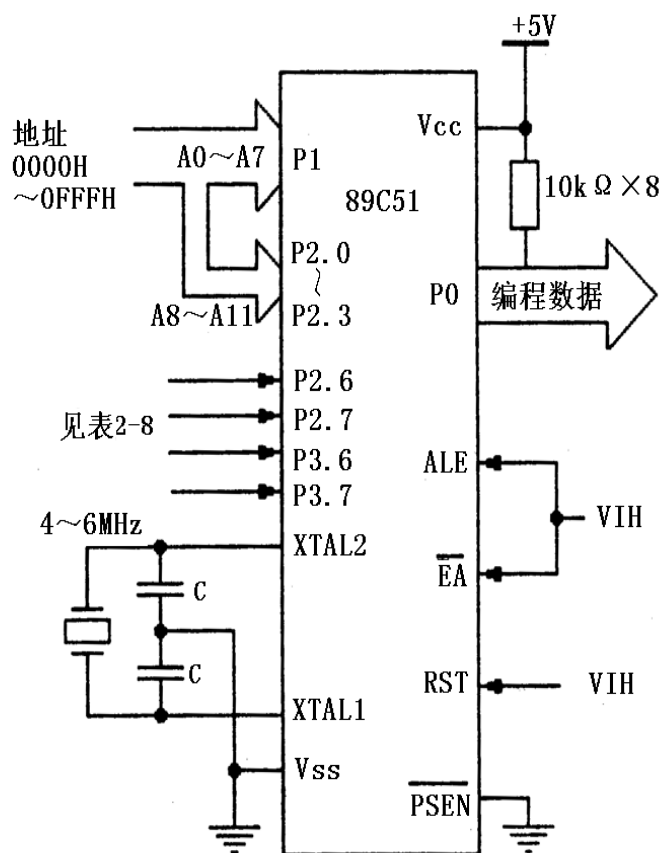 +5V
地址
0000H
～0FFFH
A0～A7
P1
Vcc
89C51
10kΩ×8
P2.0
～
P2.3
A8～A11
P0
编程数据
P2.6
P2.7
P3.6
P3.7
见表2-8
ALE
VIH
EA
4～6MHz
XTAL2
C
C
XTAL1
RST
VIH
Vss
PSEN